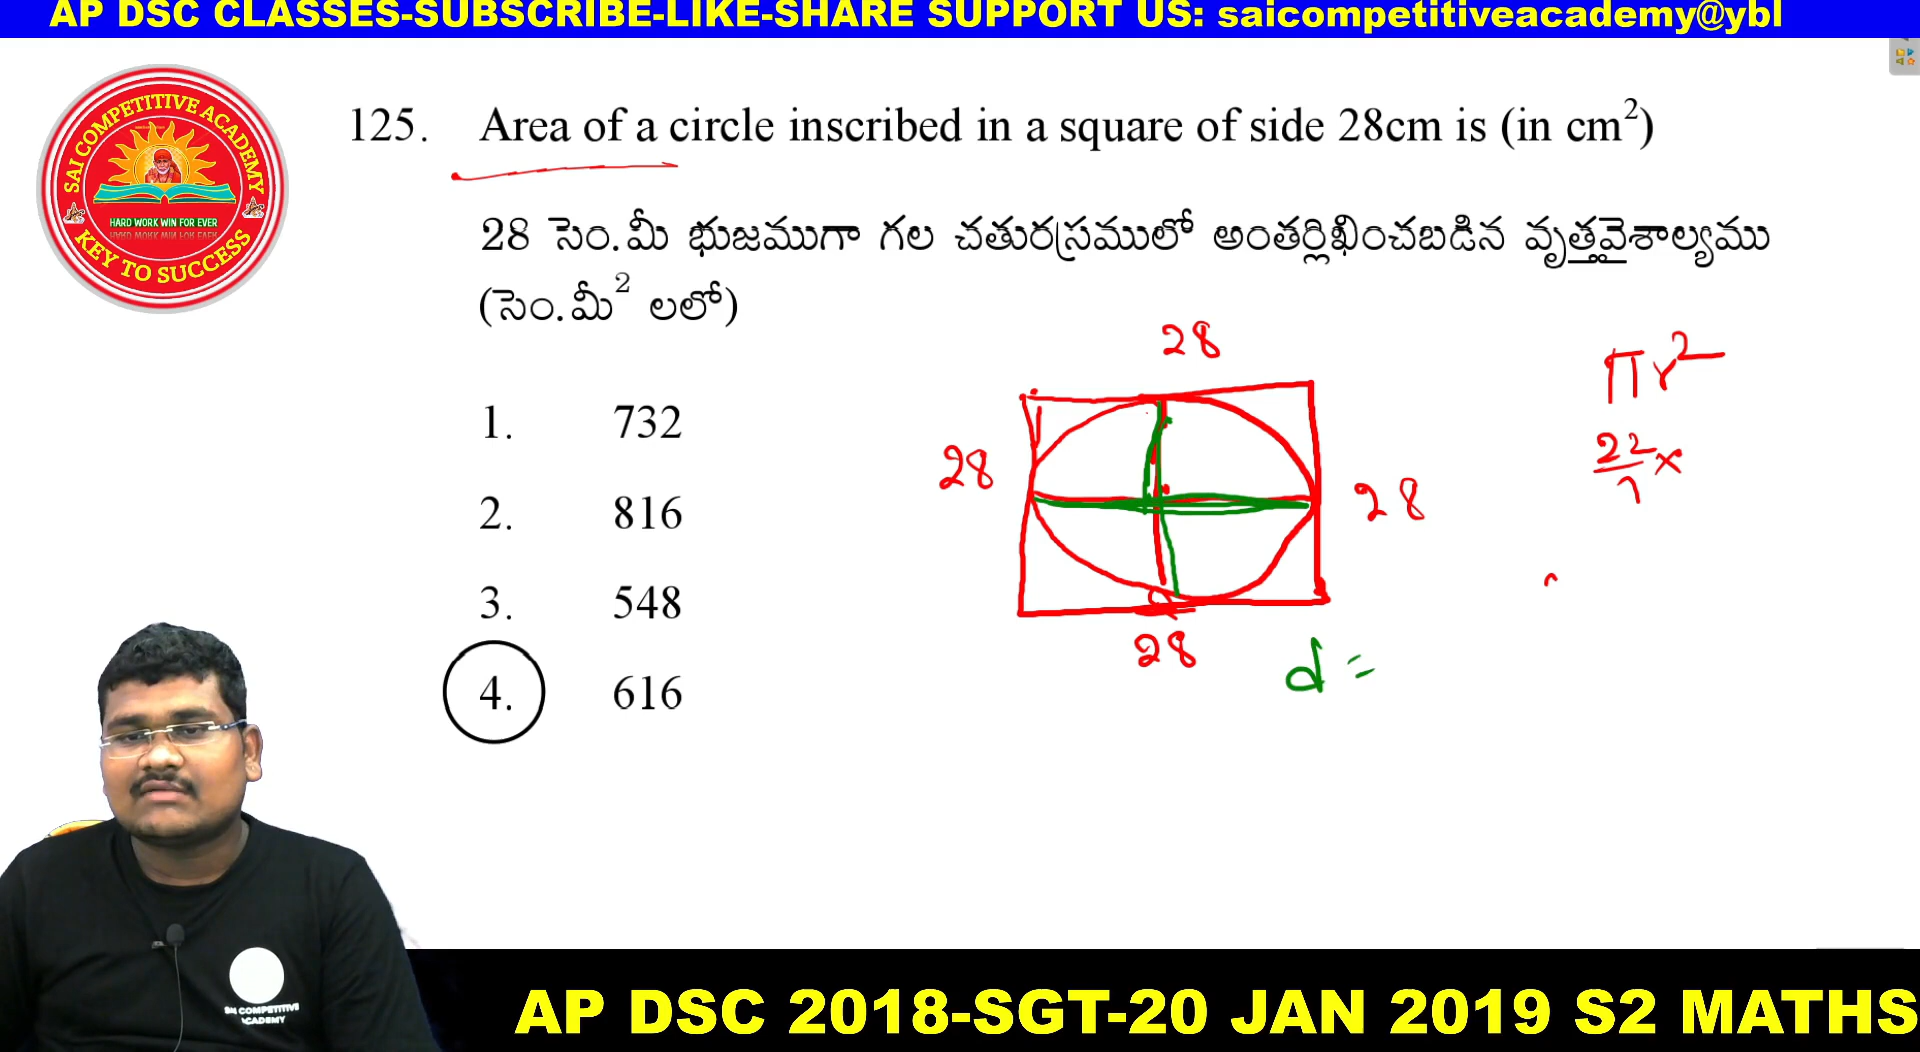 AP DSC CLASSES-SUBSCRIBE-LIKE-SHARE SUPPORT US: saicompetitiveacademy@ybl
SAI COMPETITIVE ACADEMY
HARD WORK WIN FOR EVER
KEY TO SUCCESS
125. Area of a circle inscribed in a square of side 28cm is (in cm²)
28 సెం.మీ భుజముగా గల చతురస్రములో అంతర్లిఖించబడిన వృత్తవైశాల్యము
(సెం.మీ² లలో)
1. 732
2. 816
3. 548
4. 616
28
28
28
28
πr²
22/7 ×
d =
SAI COMPETITIVE
ACADEMY
AP DSC 2018-SGT-20 JAN 2019 S2 MATHS